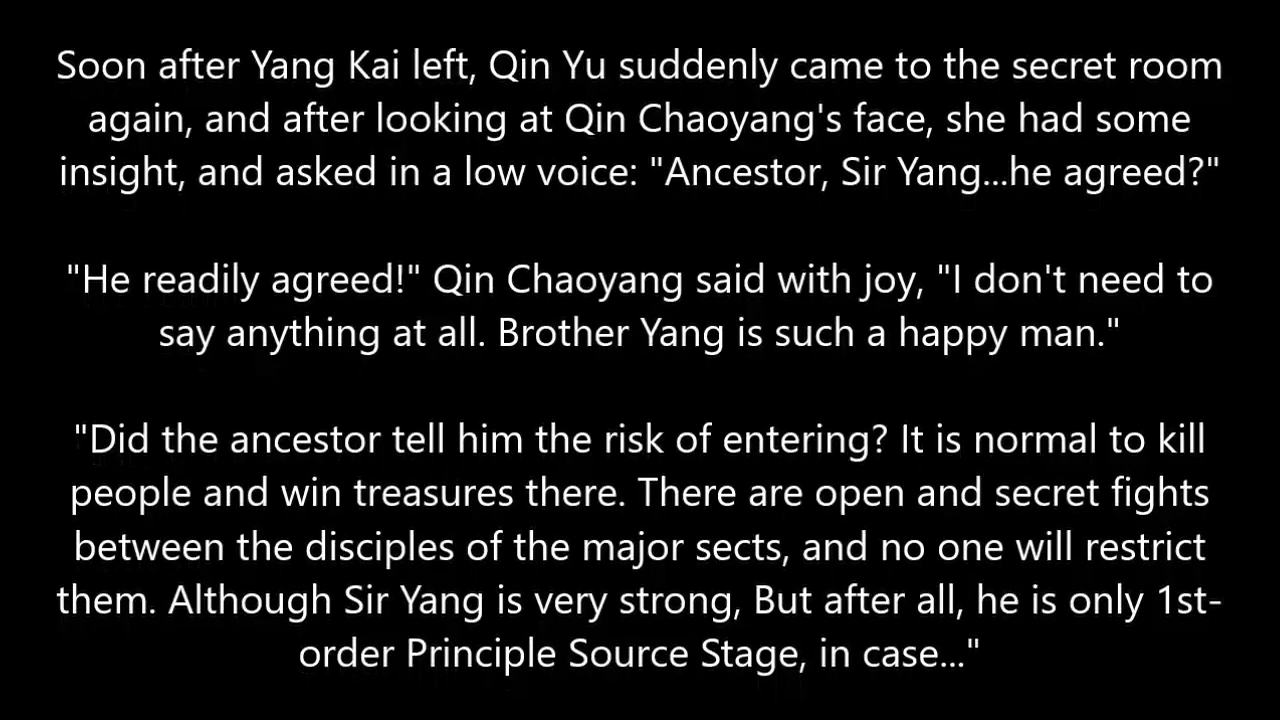 Soon after Yang Kai left, Qin Yu suddenly came to the secret room
again, and after looking at Qin Chaoyang's face, she had some
insight, and asked in a low voice: "Ancestor, Sir Yang...he agreed?"
"He readily agreed!" Qin Chaoyang said with joy, "I don't need to
say anything at all. Brother Yang is such a happy man."
"Did the ancestor tell him the risk of entering? It is normal to kill
people and win treasures there. There are open and secret fights
between the disciples of the major sects, and no one will restrict
them. Although Sir Yang is very strong, But after all, he is only 1st-
order Principle Source Stage, in case..."